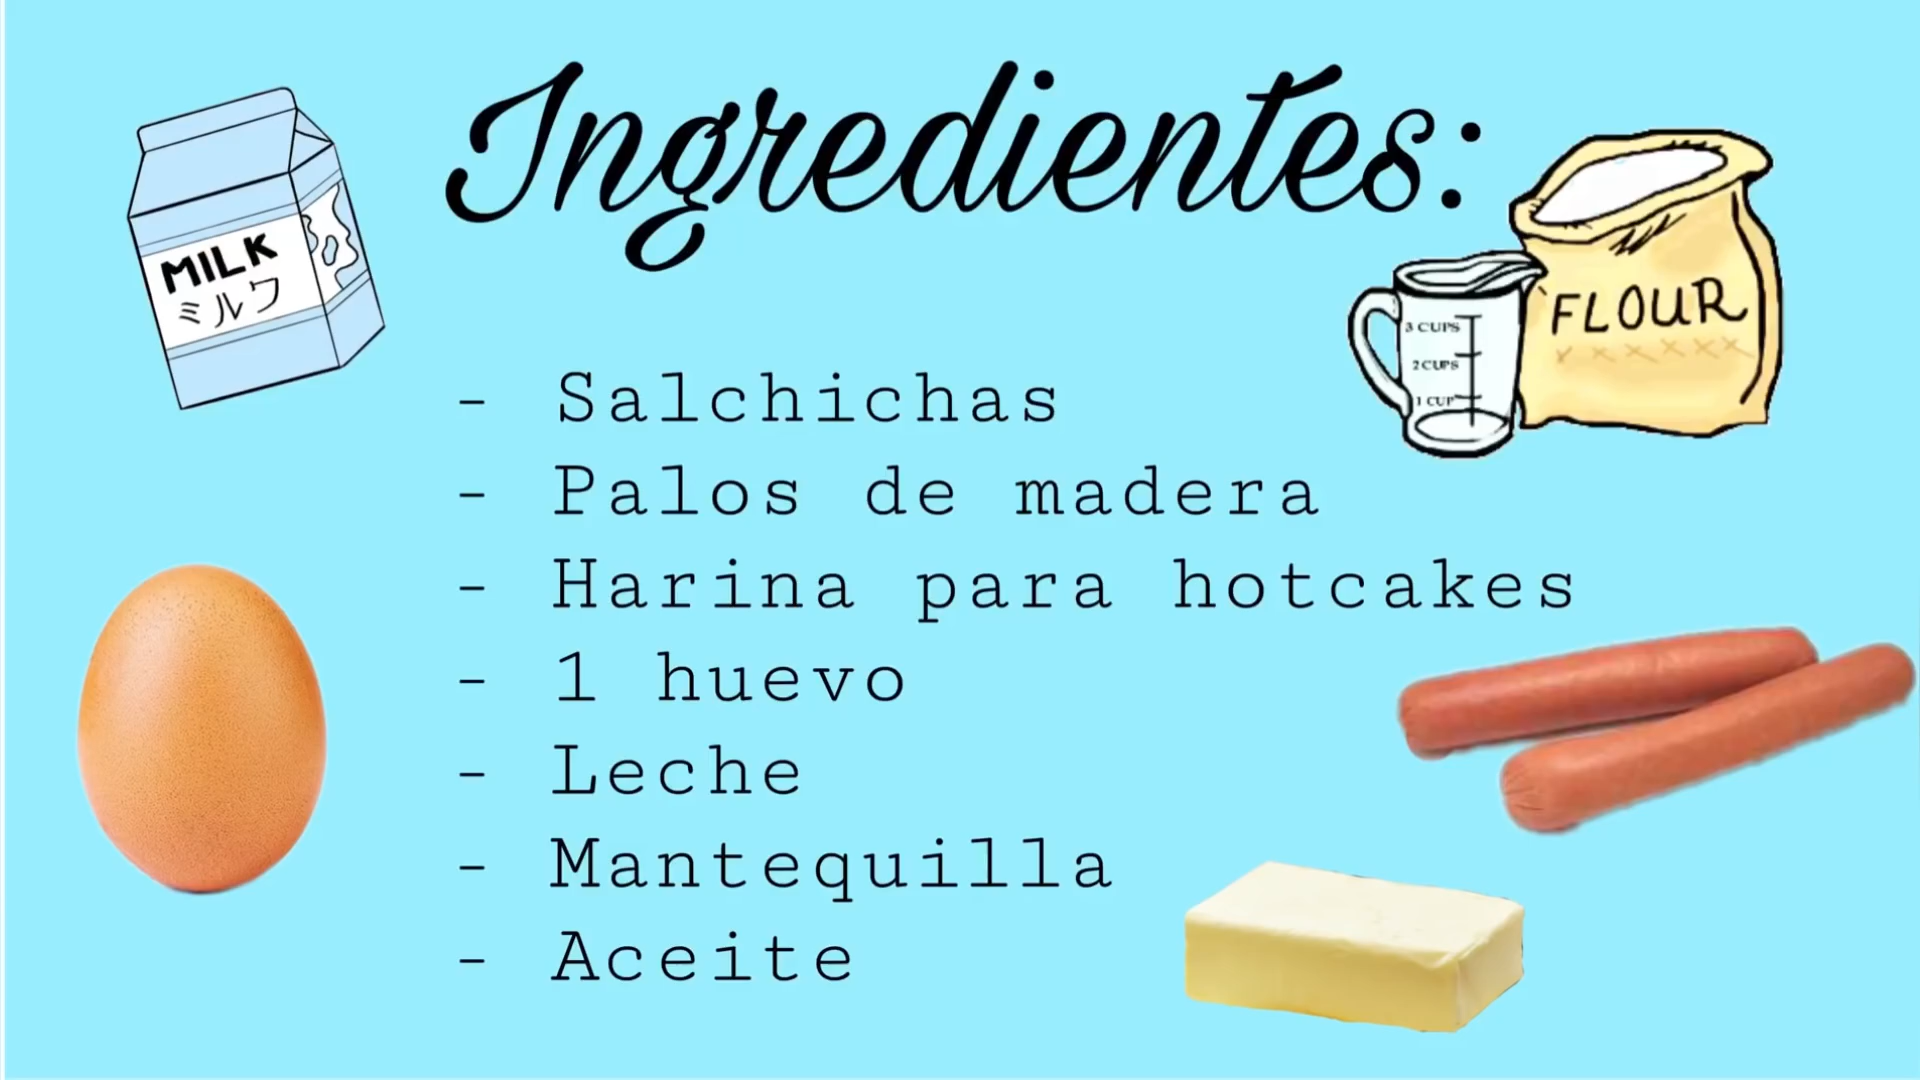 Ingredientes:
MILK
ミルク
FLOUR
3 CUPS
2 CUPS
1 CUP
- Salchichas
- Palos de madera
- Harina para hotcakes
- 1 huevo
- Leche
- Mantequilla
- Aceite